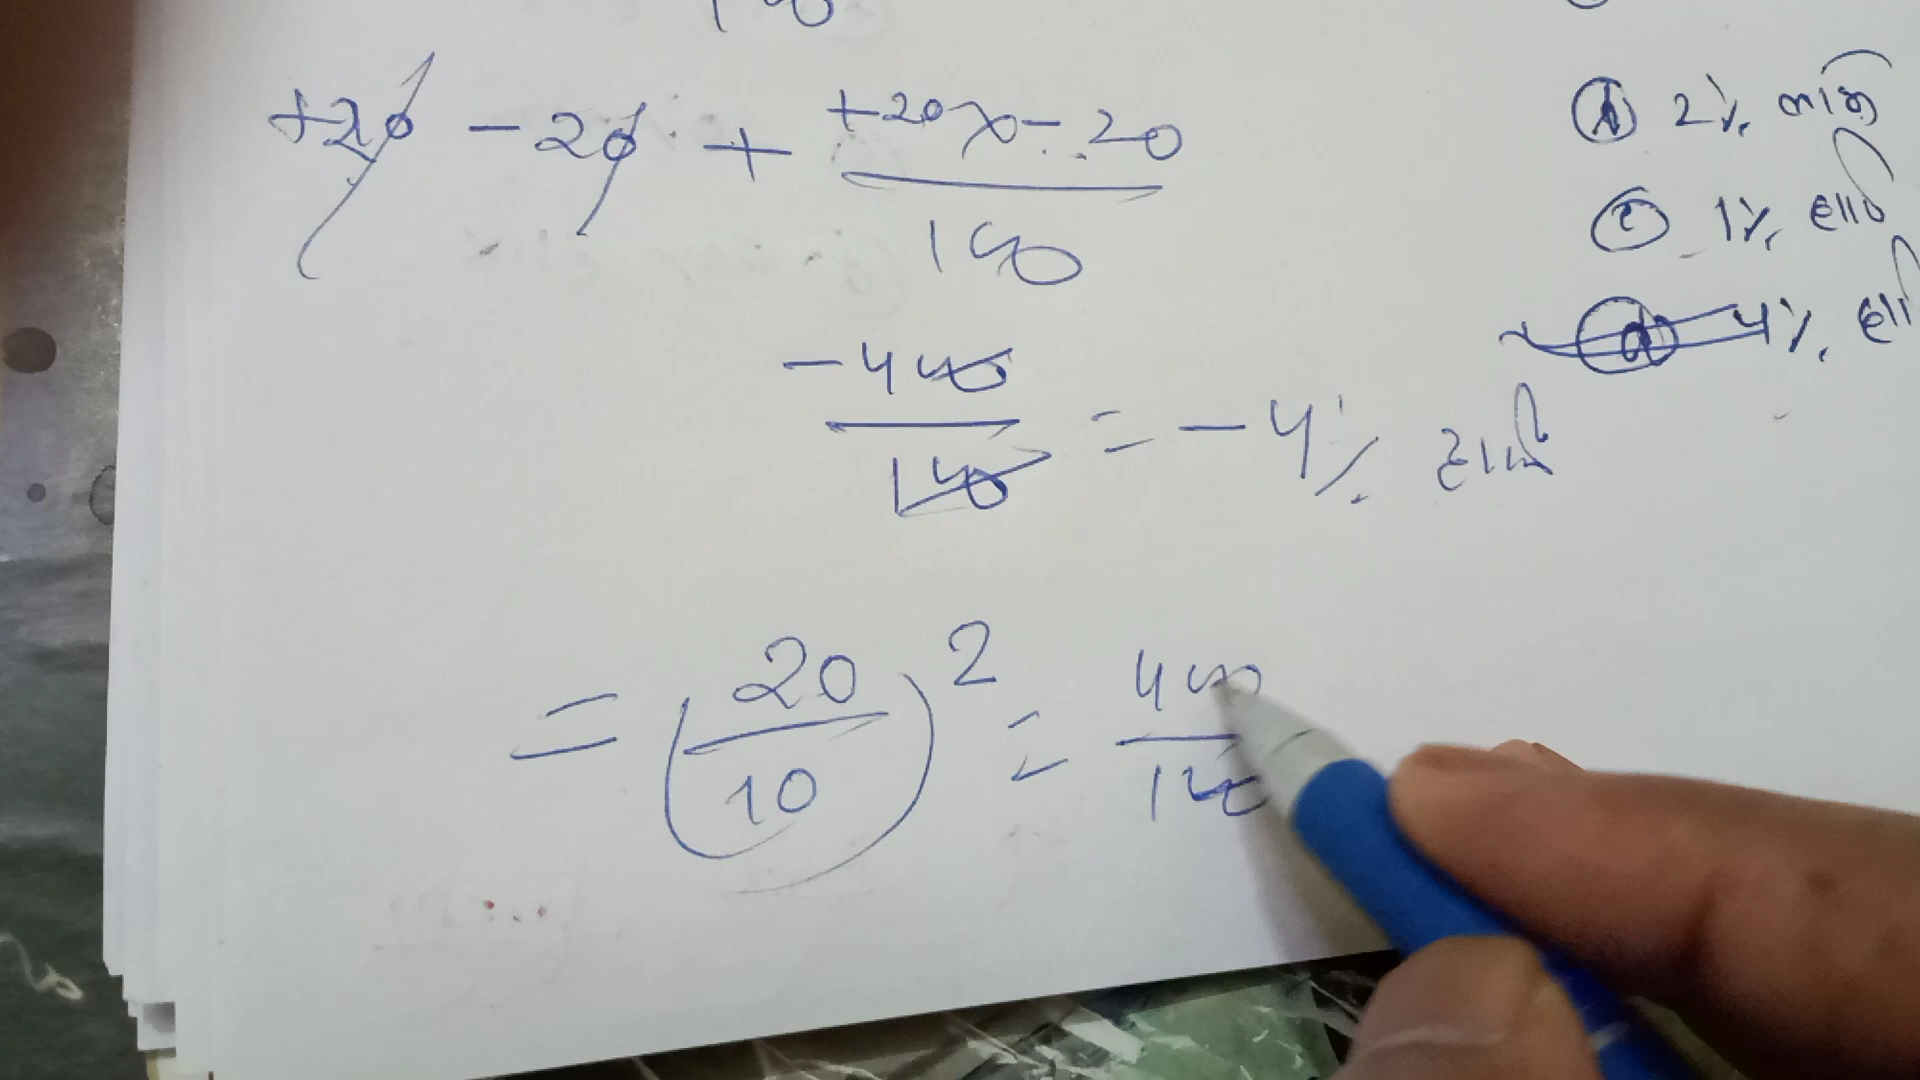 +20 - 20 + +20 × - 20
100
-400
100
= -4%
= (20/10)² = 400/100
(A) 2%
(C) 1%
(d) 4%